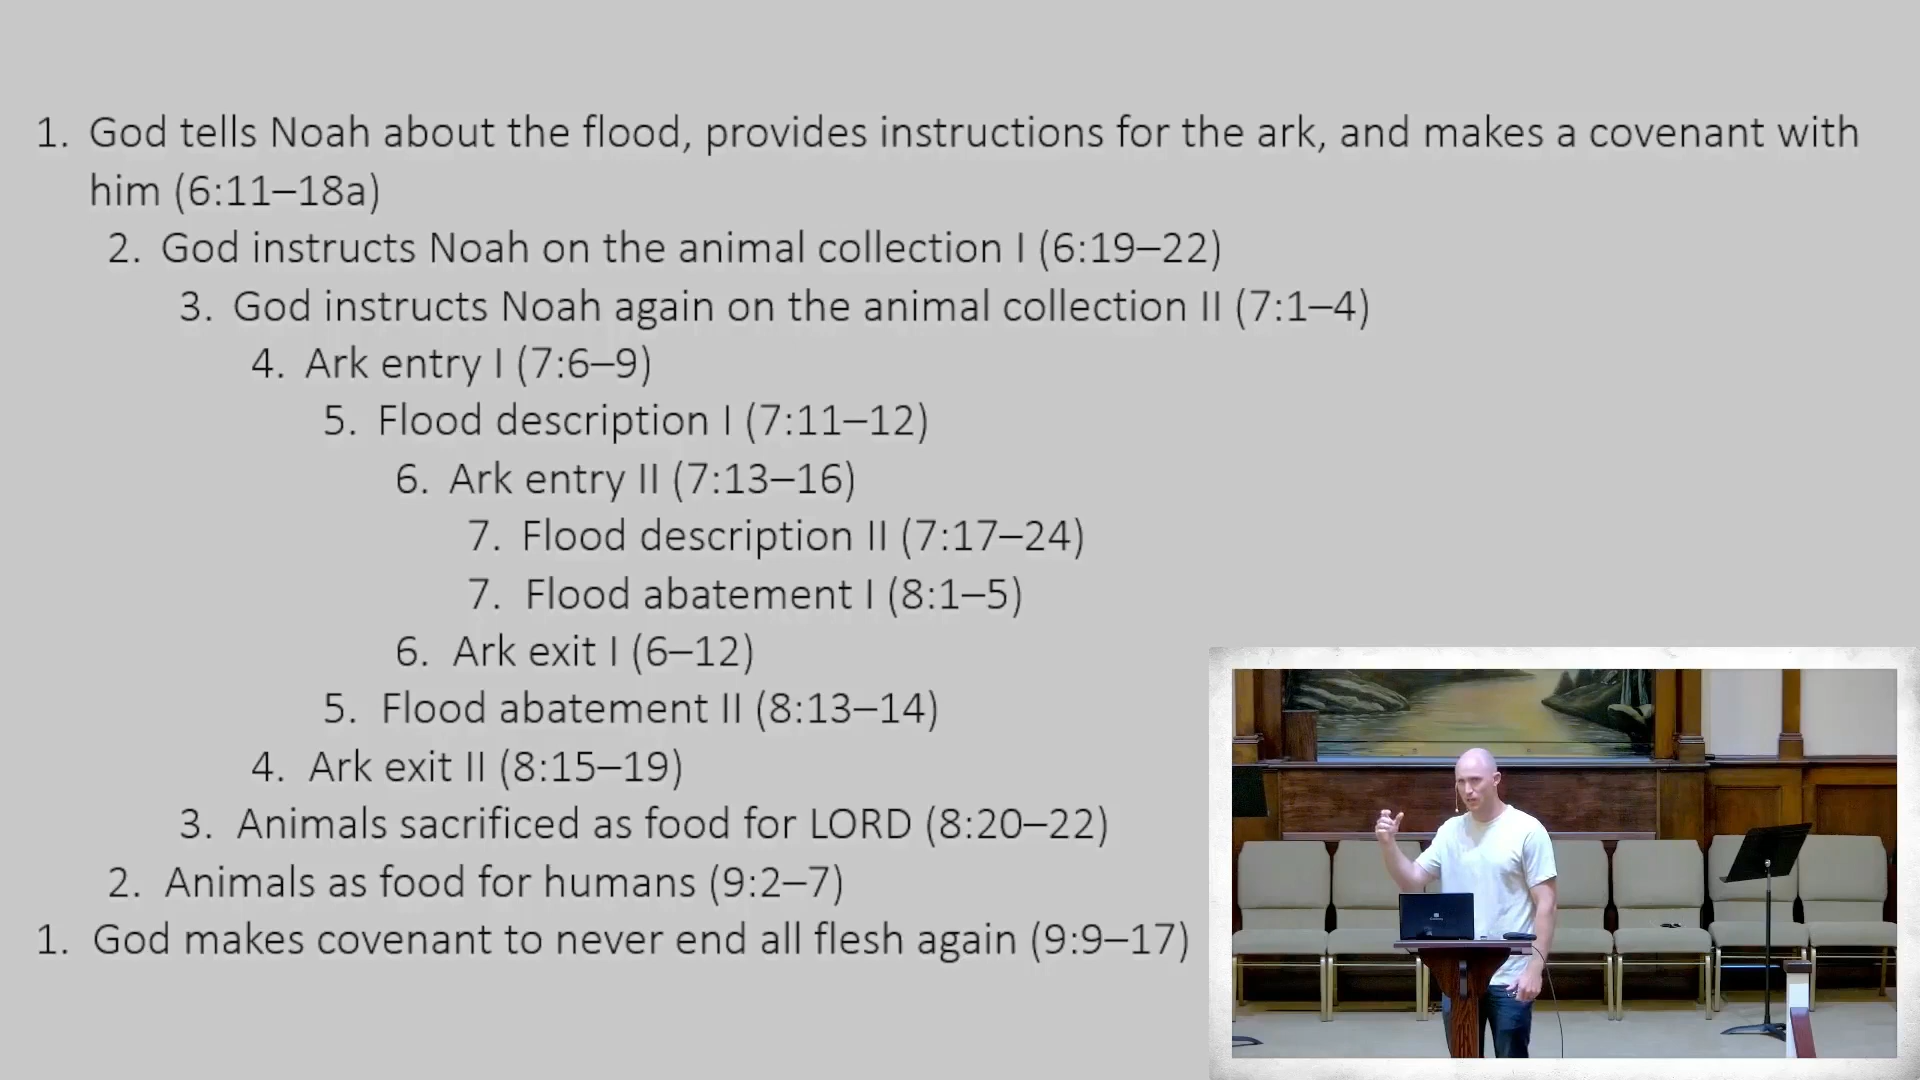 1. God tells Noah about the flood, provides instructions for the ark, and makes a covenant with
him (6:11–18a)
2. God instructs Noah on the animal collection I (6:19–22)
3. God instructs Noah again on the animal collection II (7:1–4)
4. Ark entry I (7:6–9)
5. Flood description I (7:11–12)
6. Ark entry II (7:13–16)
7. Flood description II (7:17–24)
7. Flood abatement I (8:1–5)
6. Ark exit I (6–12)
5. Flood abatement II (8:13–14)
4. Ark exit II (8:15–19)
3. Animals sacrificed as food for LORD (8:20–22)
2. Animals as food for humans (9:2–7)
1. God makes covenant to never end all flesh again (9:9–17)